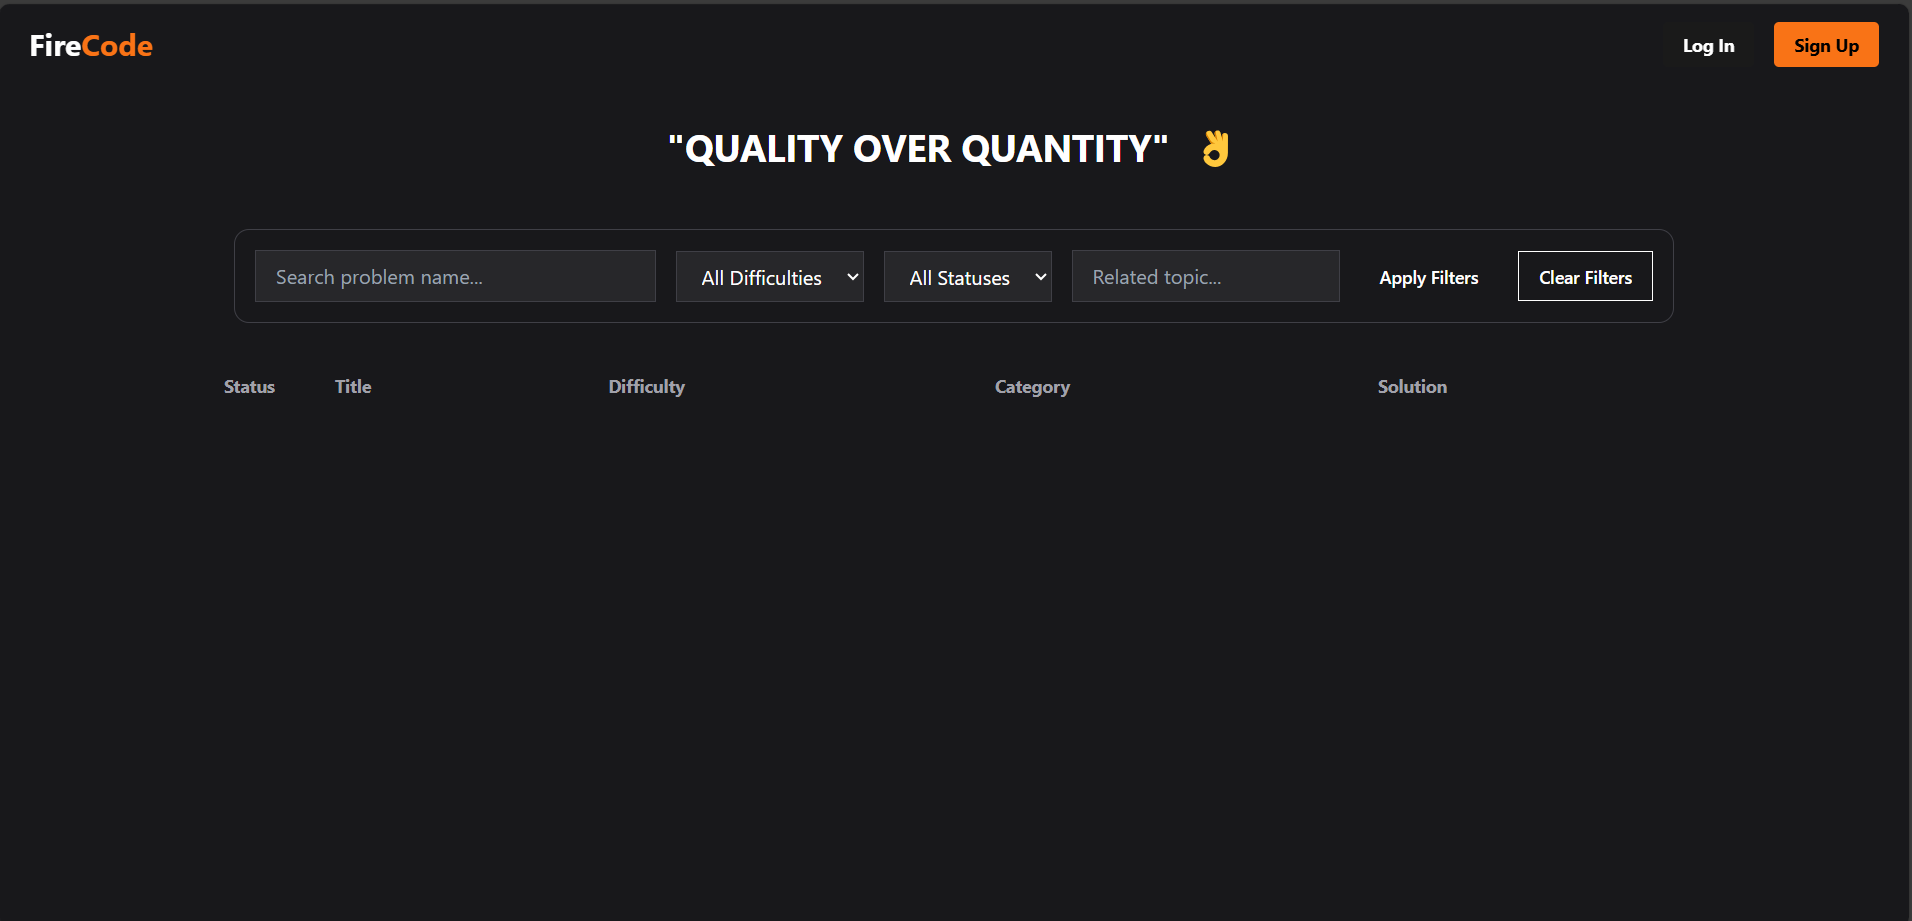 FireCode
Log In
Sign Up
"QUALITY OVER QUANTITY" 👌
Search problem name...
All Difficulties
All Statuses
Related topic...
Apply Filters
Clear Filters
Status Title Difficulty Category Solution